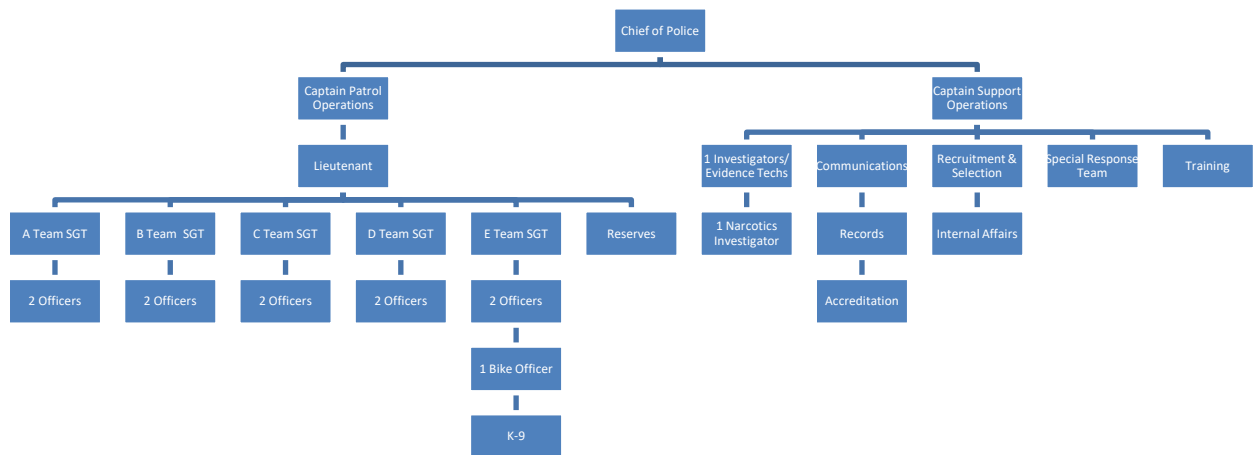 Chief of Police
Captain Patrol
Operations
Captain Support
Operations
Lieutenant
1 Investigators/
Evidence Techs
Communications
Recruitment &
Selection
Special Response
Team
Training
A Team SGT
B Team  SGT
C Team SGT
D Team SGT
E Team SGT
Reserves
1 Narcotics
Investigator
Records
Internal Affairs
2 Officers
2 Officers
2 Officers
2 Officers
2 Officers
Accreditation
1 Bike Officer
K-9